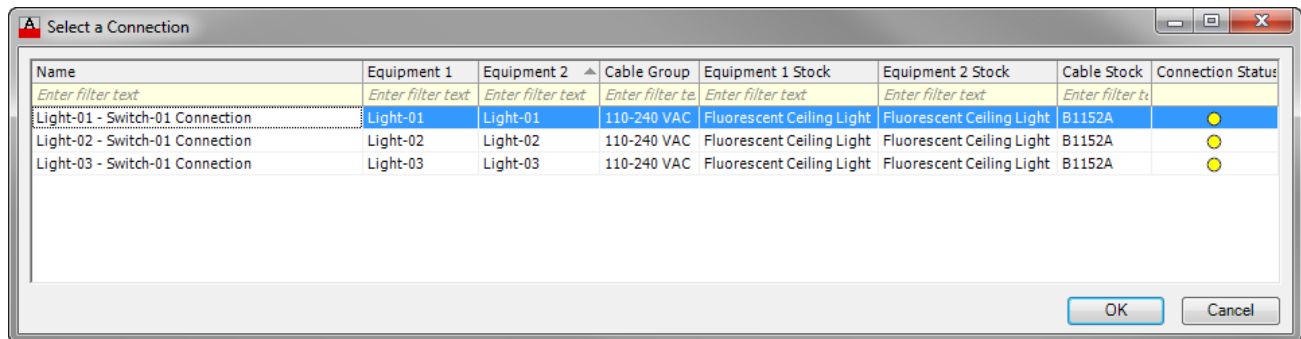 Select a Connection
Name Equipment 1 Equipment 2 Cable Group Equipment 1 Stock Equipment 2 Stock Cable Stock Connection Status
Enter filter text Enter filter text Enter filter text Enter filter te Enter filter text Enter filter text Enter filter te
Light-01 - Switch-01 Connection Light-01 Light-01 110-240 VAC Fluorescent Ceiling Light Fluorescent Ceiling Light B1152A
Light-02 - Switch-01 Connection Light-02 Light-02 110-240 VAC Fluorescent Ceiling Light Fluorescent Ceiling Light B1152A
Light-03 - Switch-01 Connection Light-03 Light-03 110-240 VAC Fluorescent Ceiling Light Fluorescent Ceiling Light B1152A
OK Cancel